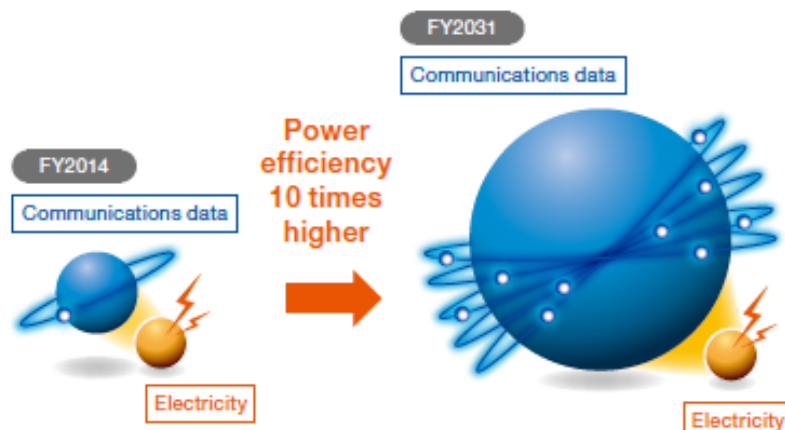 FY2014
Communications data
Electricity
Power
efficiency
10 times
higher
FY2031
Communications data
Electricity